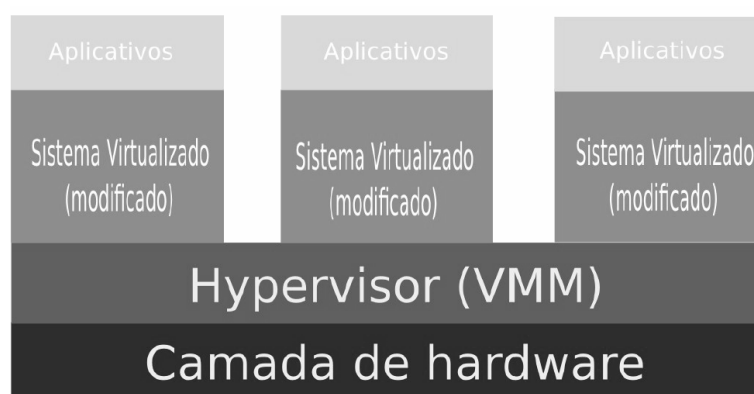 Aplicativos
Aplicativos
Aplicativos
Sistema Virtualizado
(modificado)
Sistema Virtualizado
(modificado)
Sistema Virtualizado
(modificado)
Hypervisor (VMM)
Camada de hardware